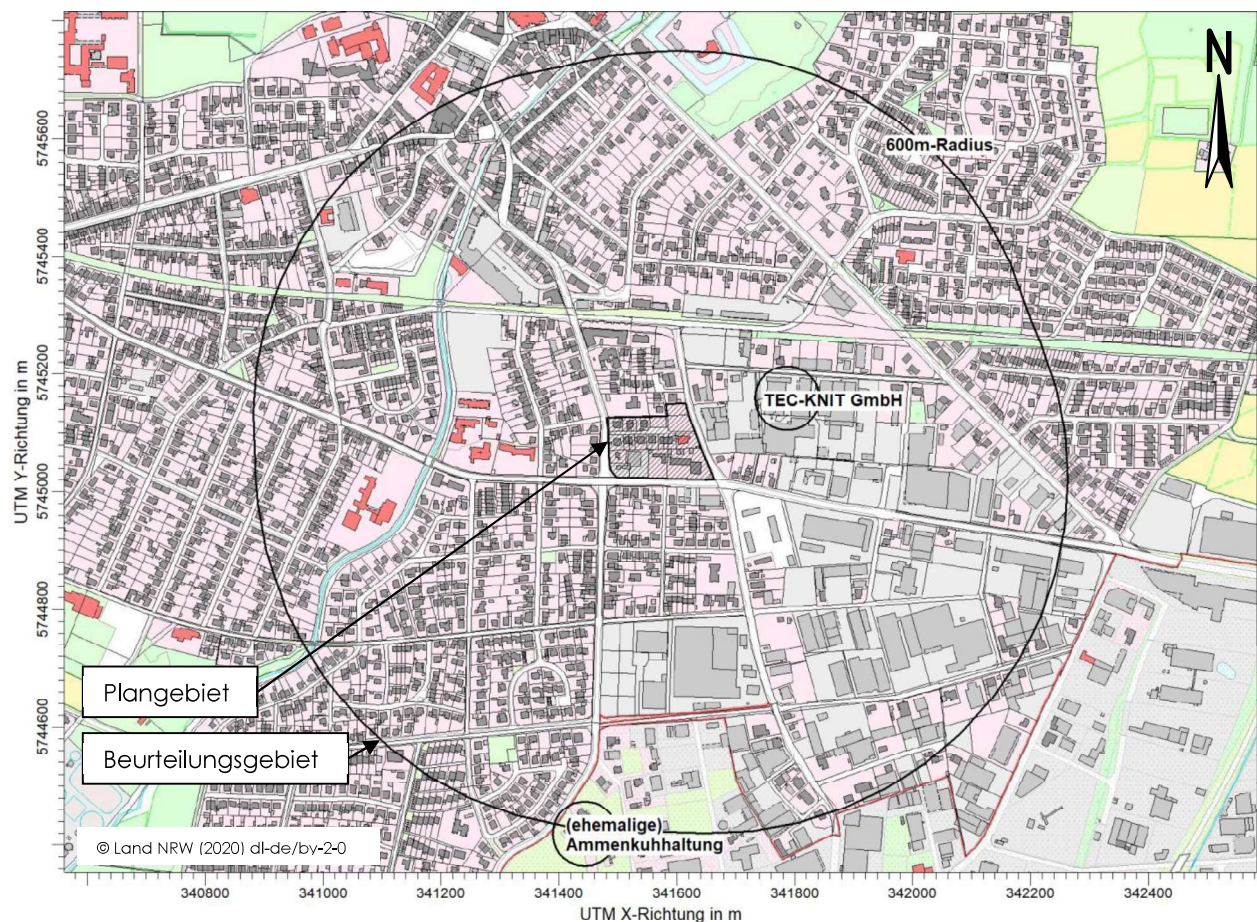 N
600m-Radius
TEC-KNIT GmbH
Plangebiet
Beurteilungsgebiet
(ehemalige)
Ammenkuhhaltung
© Land NRW (2020) dl-de/by-2-0
UTM Y-Richtung in m
5745600
5745400
5745200
5745000
5744800
5744600
340800
341000
341200
341400
341600
341800
342000
342200
342400
UTM X-Richtung in m